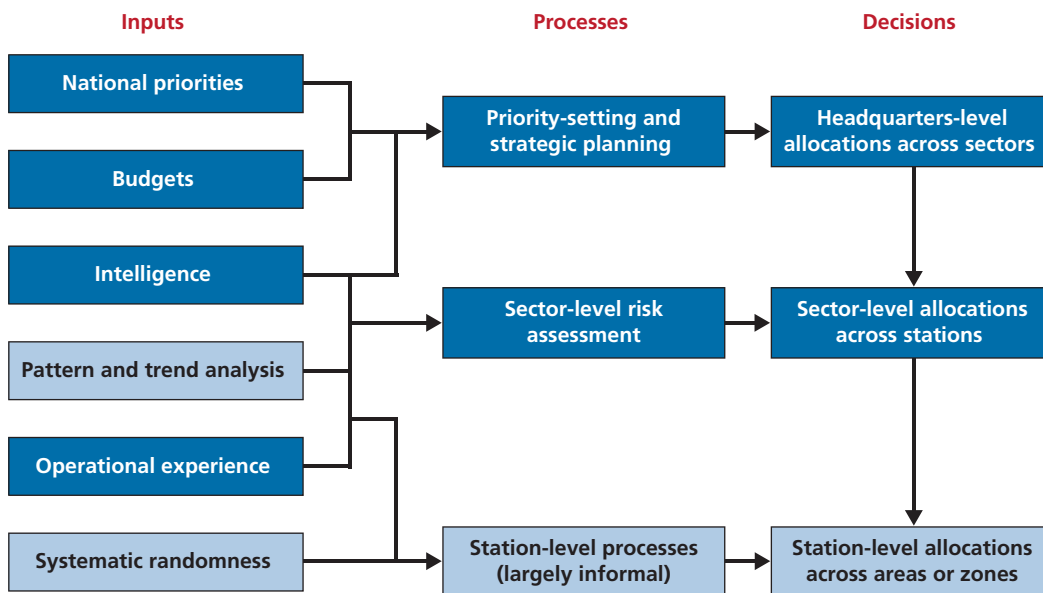 Inputs
Processes
Decisions
National priorities
Budgets
Intelligence
Pattern and trend analysis
Operational experience
Systematic randomness
Priority-setting and
strategic planning
Sector-level risk
assessment
Station-level processes
(largely informal)
Headquarters-level
allocations across sectors
Sector-level allocations
across stations
Station-level allocations
across areas or zones